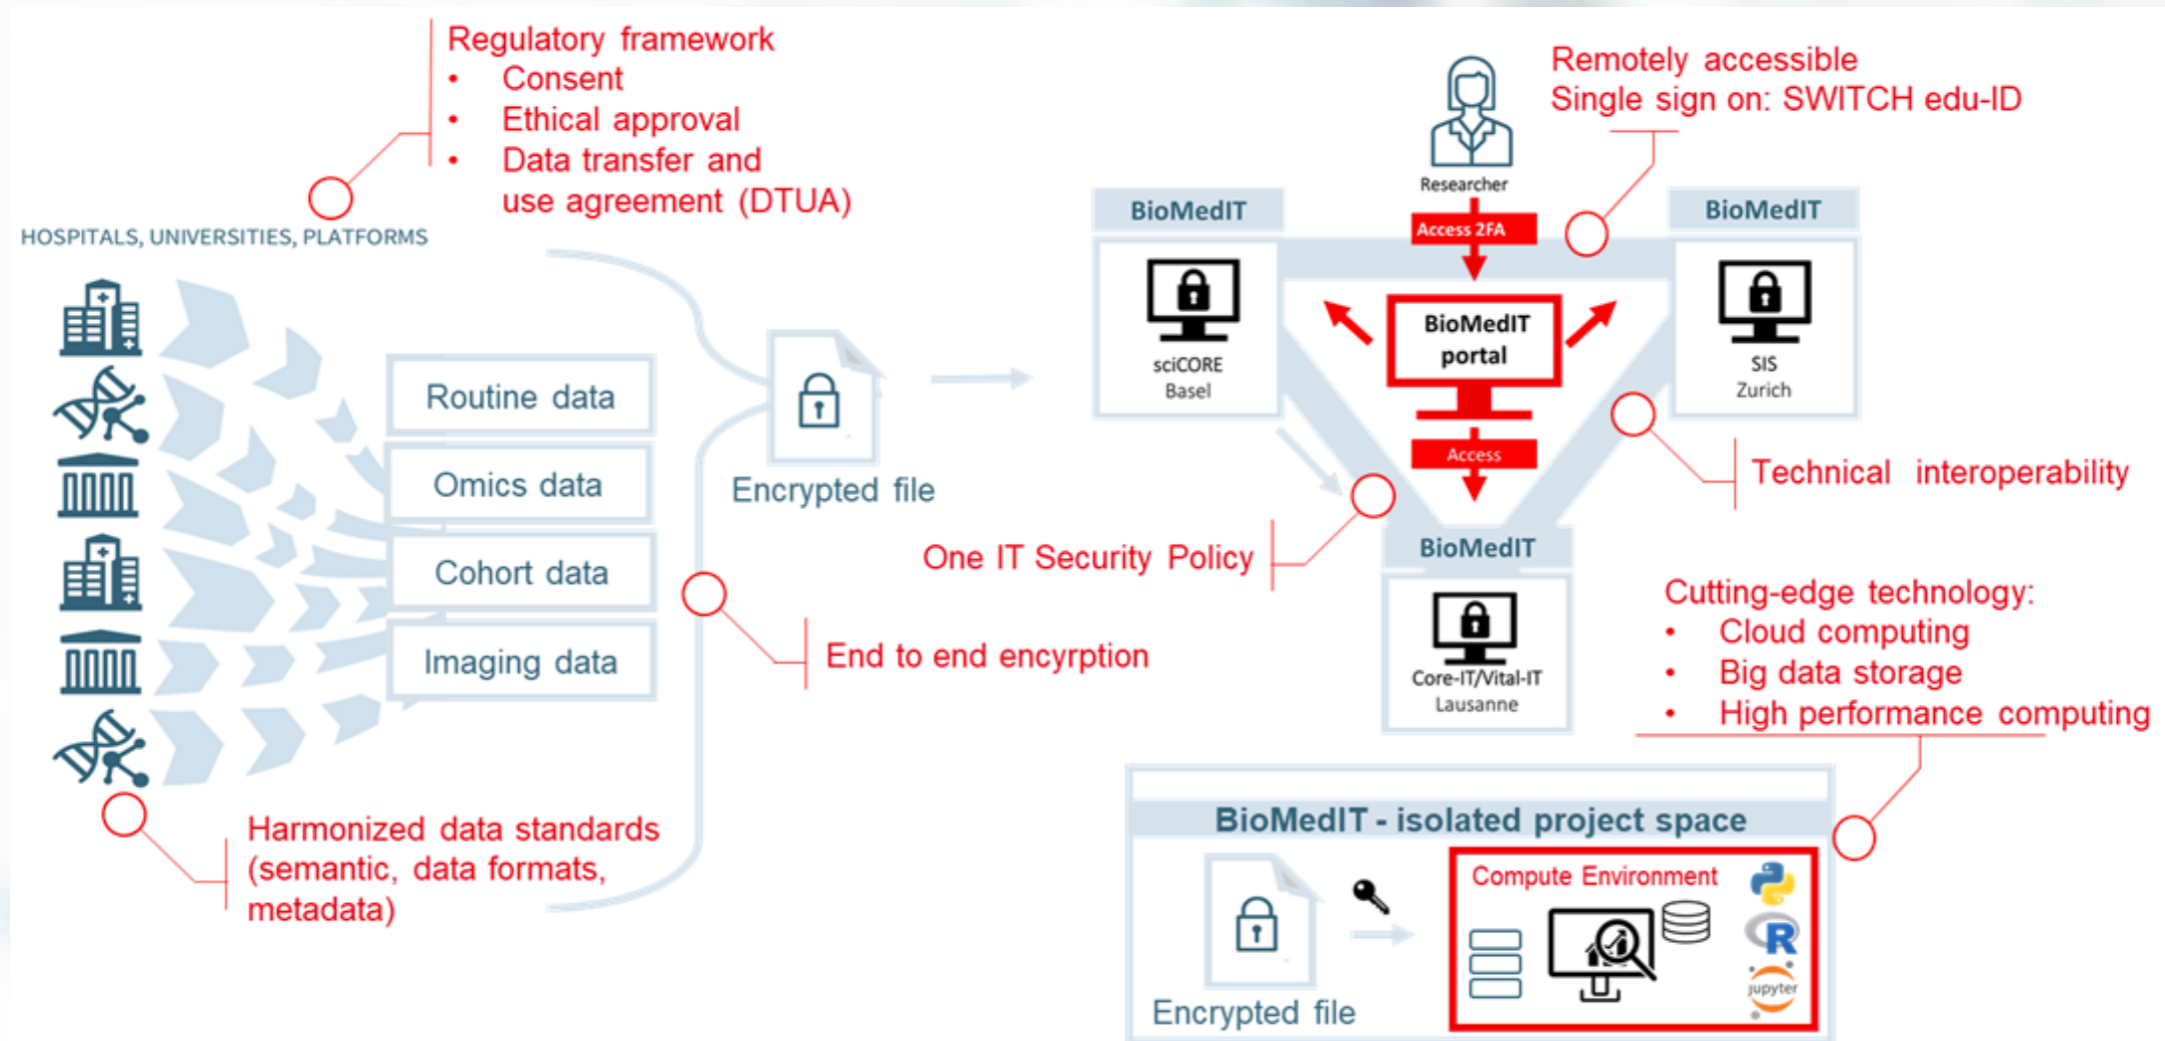 Regulatory framework
• Consent
• Ethical approval
• Data transfer and
use agreement (DTUA)
HOSPITALS, UNIVERSITIES, PLATFORMS
Routine data
Omics data
Cohort data
Imaging data
Encrypted file
End to end encyrption
Harmonized data standards
(semantic, data formats,
metadata)
Researcher
Remotely accessible
Single sign on: SWITCH edu-ID
Access 2FA
BioMedIT
sciCORE
Basel
BioMedIT
portal
BioMedIT
SIS
Zurich
Access
Technical interoperability
One IT Security Policy
BioMedIT
Core-IT/Vital-IT
Lausanne
Cutting-edge technology:
• Cloud computing
• Big data storage
• High performance computing
BioMedIT - isolated project space
Encrypted file
Compute Environment
R
jupyter